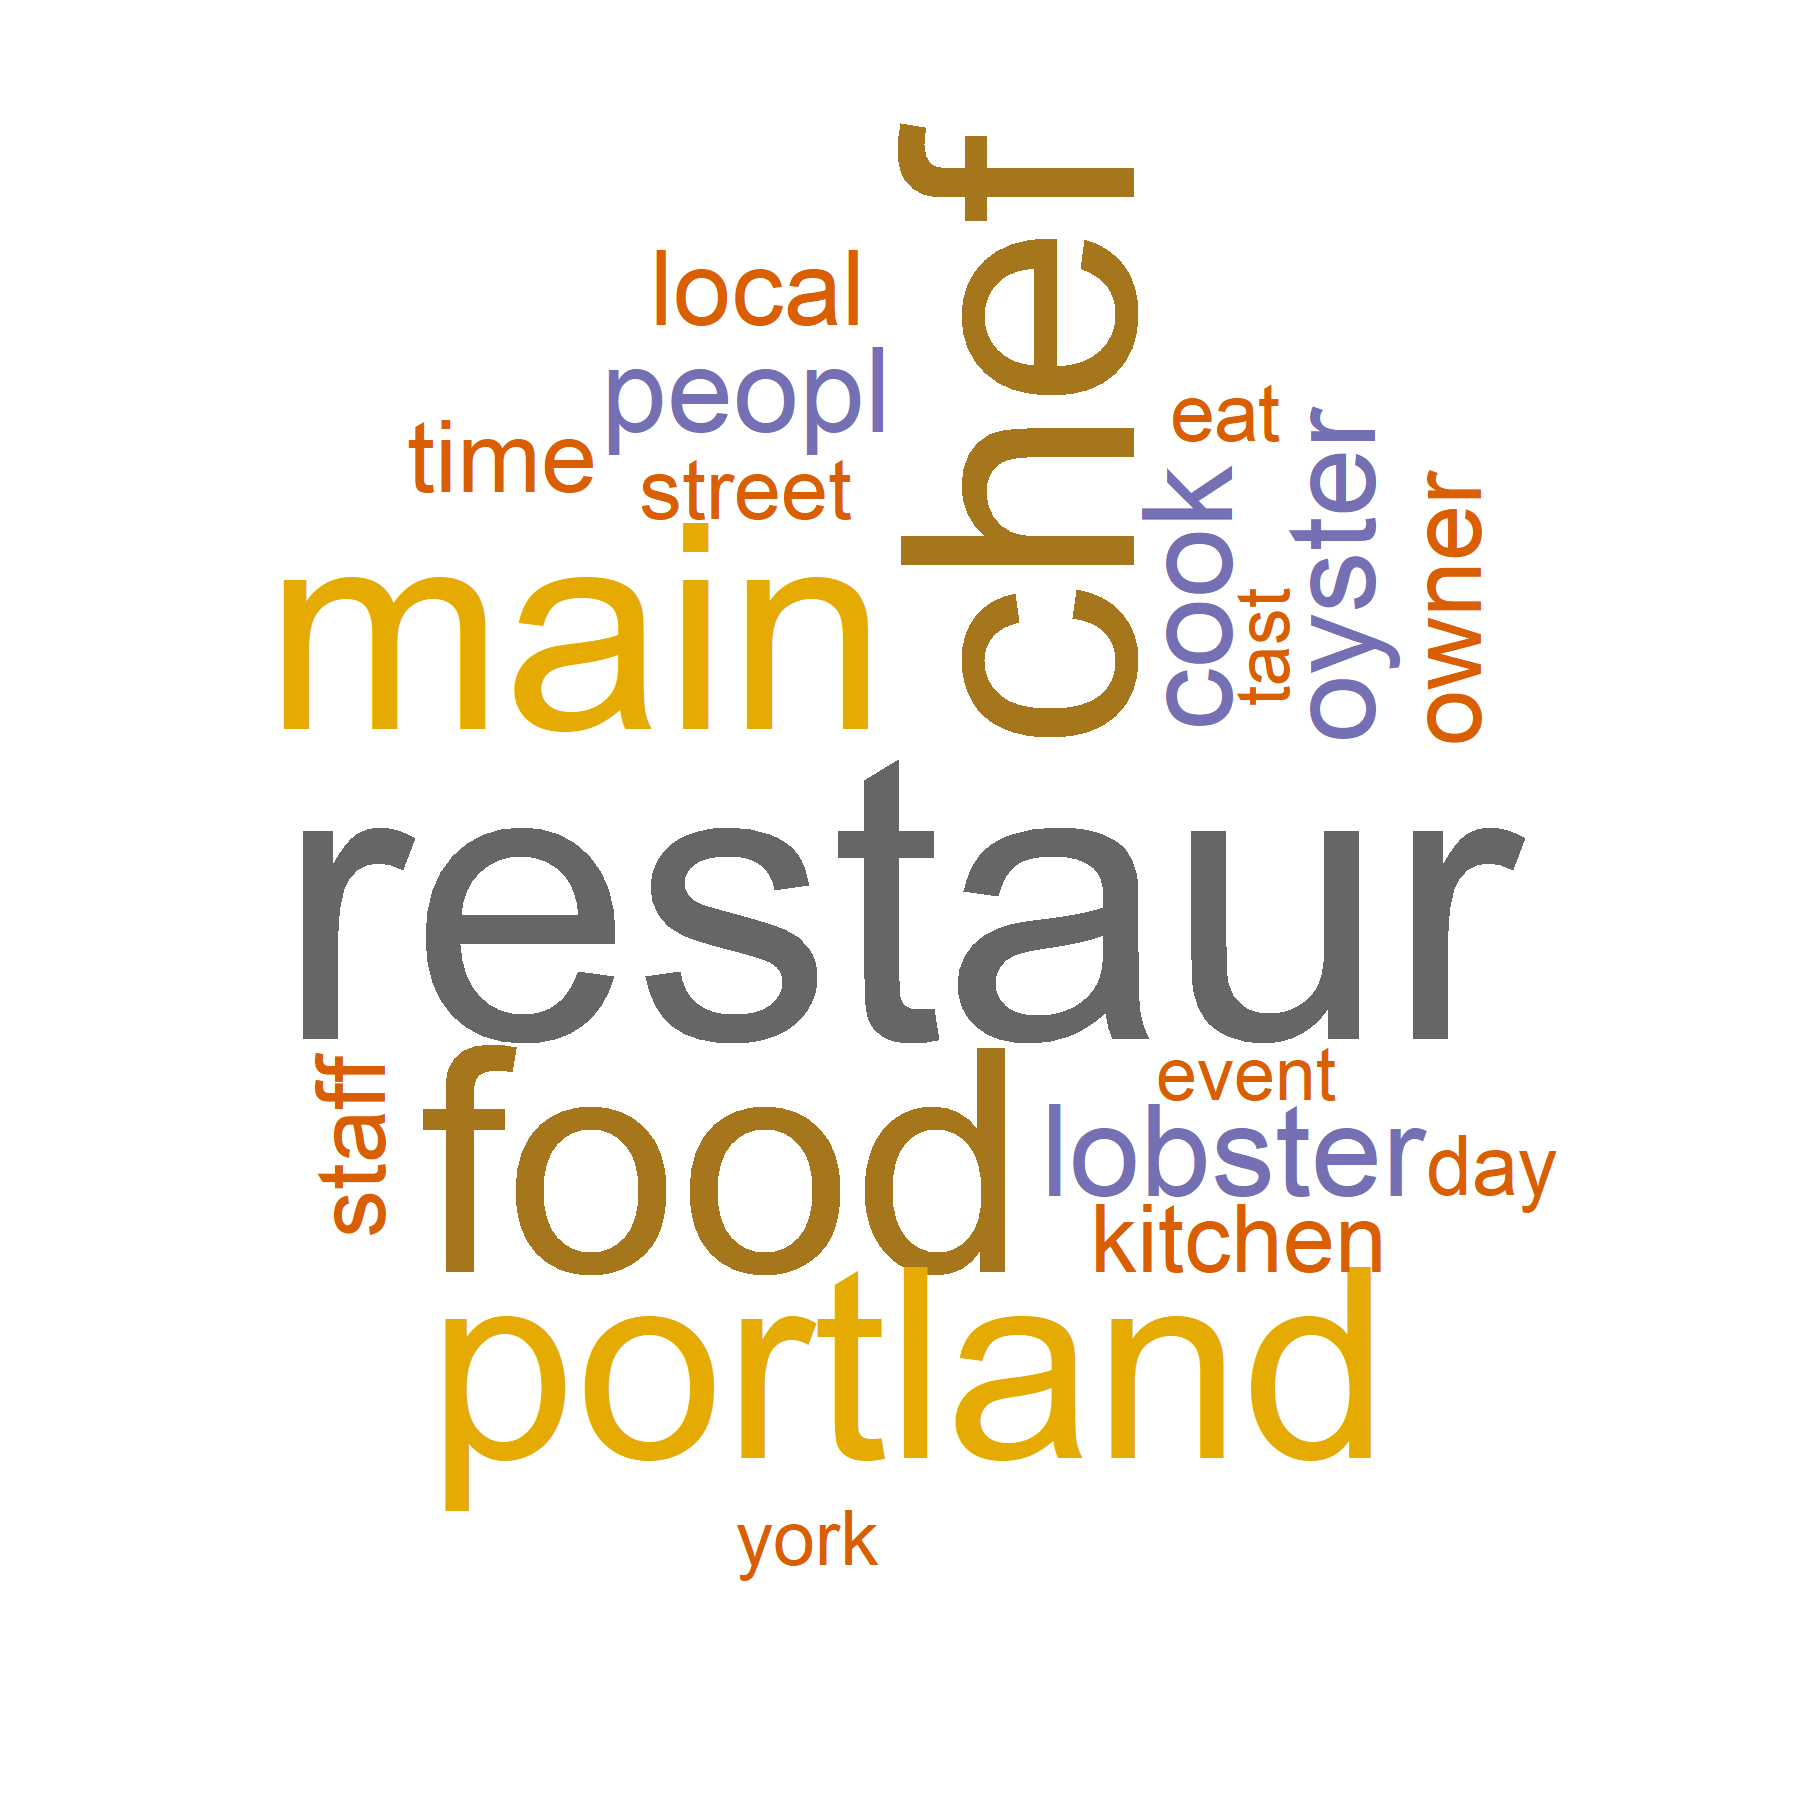 chef
local
peopl
eat
time
street
cook
oyster
owner
main
tast
restaur
staff
food
event
lobster
day
kitchen
portland
york